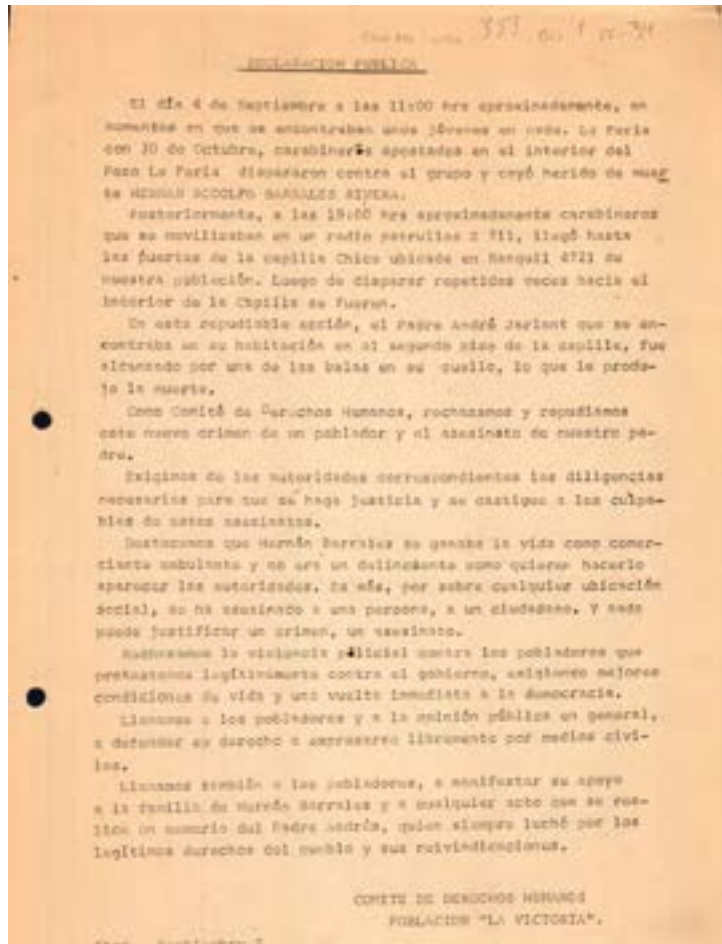 353
DECLARACION PUBLICA
El día 4 de Septiembre a las 11:00 hrs aproximadamente, en
momentos en que se encontraban unos jóvenes en avda. La Feria
con 30 de Octubre, carabineros apostados en el interior del
Pozo La Feria dispararon contra el grupo y cayó herido de muer
te HERNAN RODOLFO BARRALES RIVERA.
Posteriormente, a las 19:00 hrs aproximadamente carabineros
que se movilizaban en un radio patrullas Z 711, llegó hasta
las puertas de la capilla Chica ubicada en Ranquil 4721 de
nuestra población. Luego de disparar repetidas veces hacia el
interior de la Capilla se fueron.
En esta repudiable acción, el Padre André Jarlant que se en-
contraba en su habitación en el segundo piso de la capilla, fue
alcanzado por una de las balas en su cuello, lo que le produ-
jo la muerte.
Como Comité de Derechos Humanos, rechazamos y repudiamos
este nuevo crimen de un poblador y el asesinato de nuestro pa-
dre.
Exigimos de las autoridades correspondientes las diligencias
necesarias para que se haga justicia y se castigue a los culpa-
bles de estos asesinatos.
Destacamos que Hernán Barrales se ganaba la vida como comer-
ciante ambulante y no era un delincuente como quieren hacerlo
aparecer las autoridades. Es más, por sobre cualquier ubicación
social, se ha asesinado a una persona, a un ciudadano. Y nada
puede justificar un crimen, un asesinato.
Rechazamos la violencia policial contra los pobladores que
protestamos legítimamente contra el gobierno, exigiendo mejores
condiciones de vida y una vuelta inmediata a la democracia.
Llamamos a los pobladores y a la opinión pública en general,
a defender su derecho a expresarse libremente por medios civi-
les.
Llamamos también a los pobladores, a manifestar su apoyo
a la familia de Hernán Barrales y a cualquier acto que se rea-
lice en memoria del Padre Andrés, quien siempre luchó por los
legítimos derechos del pueblo y sus reivindicaciones.
COMITE DE DERECHOS HUMANOS
POBLACION "LA VICTORIA".
Septiembre